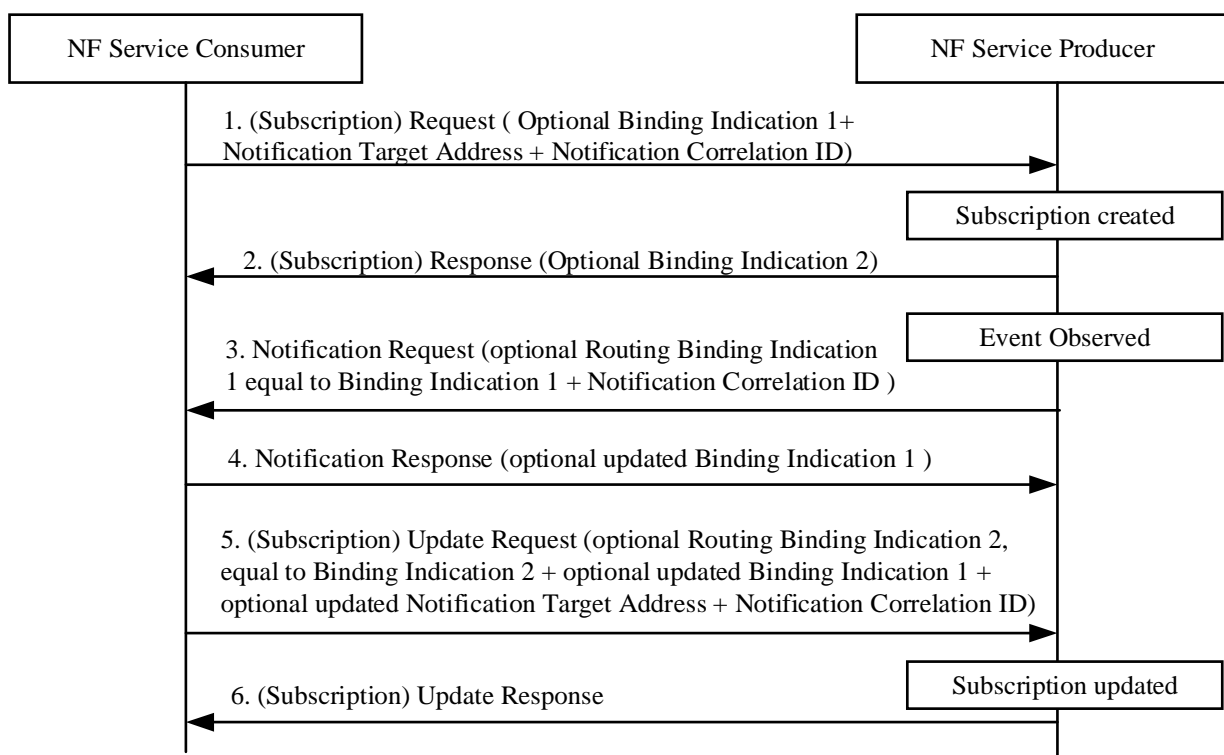 NF Service Consumer
NF Service Producer
1. (Subscription) Request ( Optional Binding Indication 1+
Notification Target Address + Notification Correlation ID)
Subscription created
2. (Subscription) Response (Optional Binding Indication 2)
Event Observed
3. Notification Request (optional Routing Binding Indication
1 equal to Binding Indication 1 + Notification Correlation ID )
4. Notification Response (optional updated Binding Indication 1 )
5. (Subscription) Update Request (optional Routing Binding Indication 2,
equal to Binding Indication 2 + optional updated Binding Indication 1 +
optional updated Notification Target Address + Notification Correlation ID)
Subscription updated
6. (Subscription) Update Response